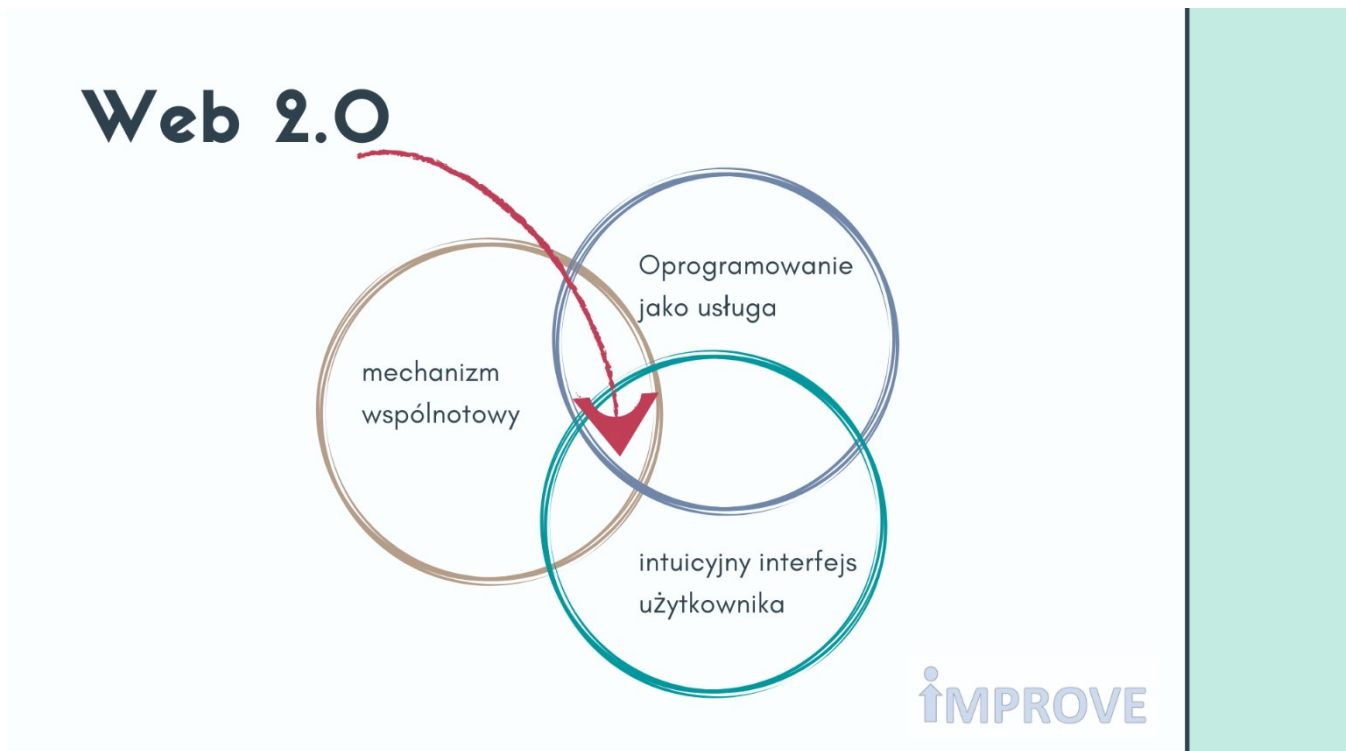 Web 2.0
Oprogramowanie
jako usługa
mechanizm
wspólnotowy
intuicyjny interfejs
użytkownika
iMPROVE